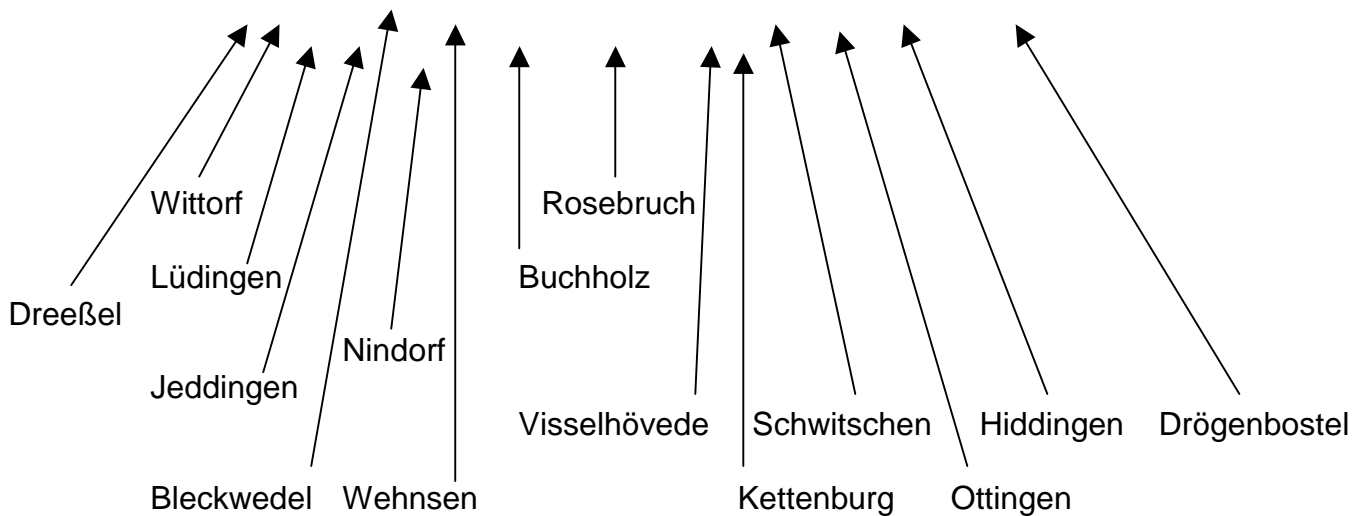 Wittorf Rosebruch
Lüdingen Buchholz
Dreeßel
Nindorf
Jeddingen
Visselhövede Schwitschen Hiddingen Drögenbostel
Bleckwedel Wehnsen Kettenburg Ottingen